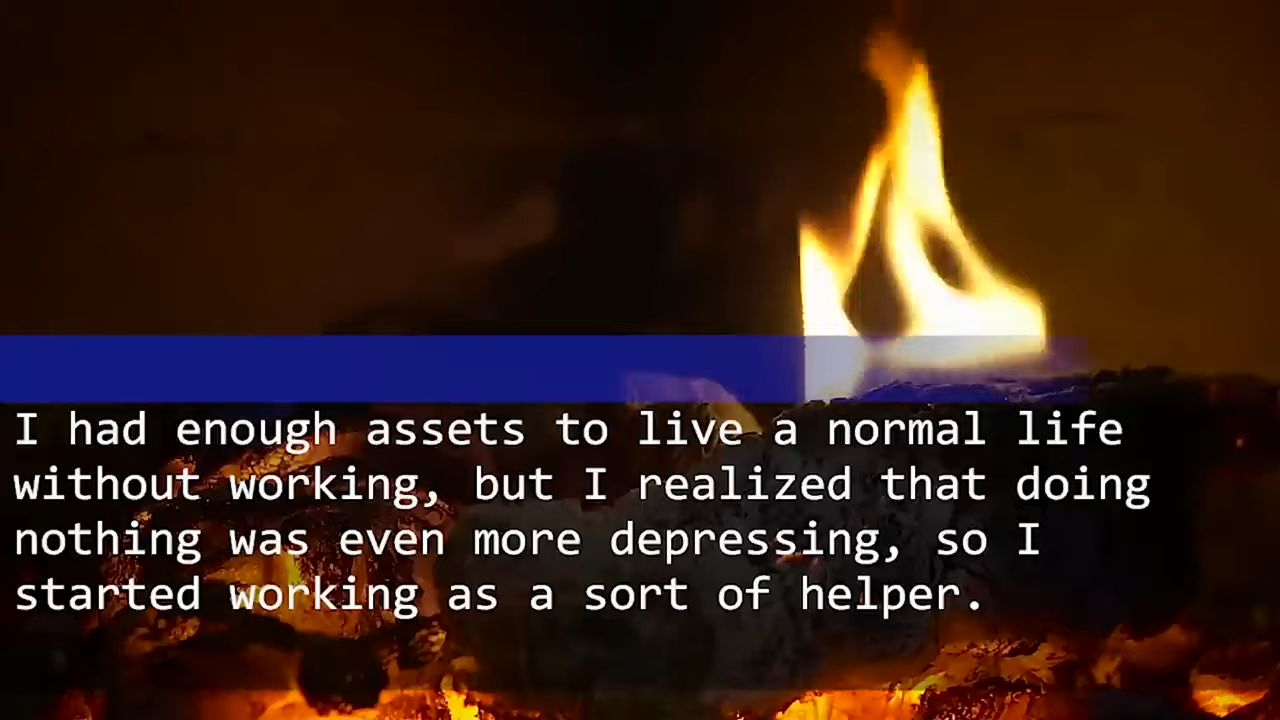 I had enough assets to live a normal life
without working, but I realized that doing
nothing was even more depressing, so I
started working as a sort of helper.